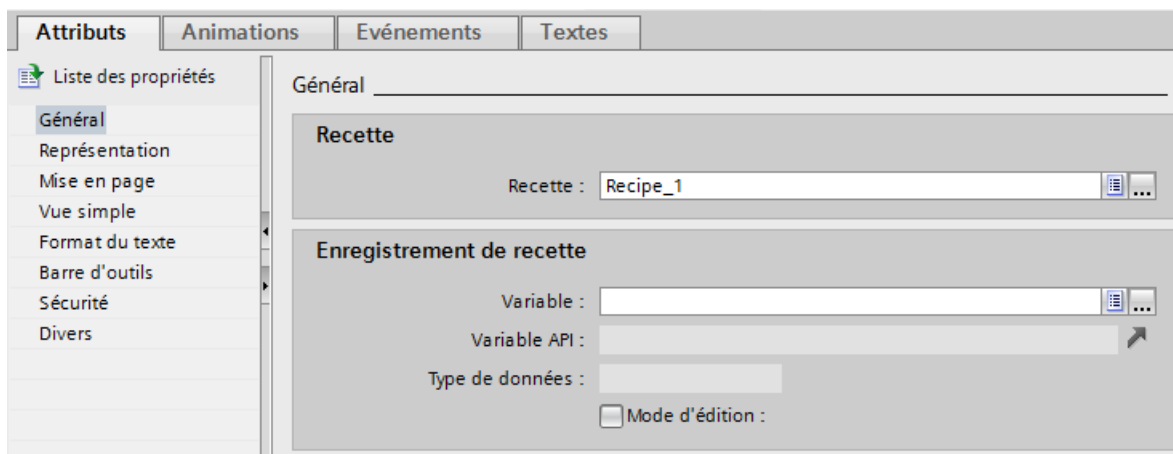 Attributs Animations Evénements Textes
Liste des propriétés
Général
Représentation
Mise en page
Vue simple
Format du texte
Barre d'outils
Sécurité
Divers
Général
Recette
Recette : Recipe_1
...
Enregistrement de recette
Variable :
...
Variable API :
Type de données :
Mode d'édition :